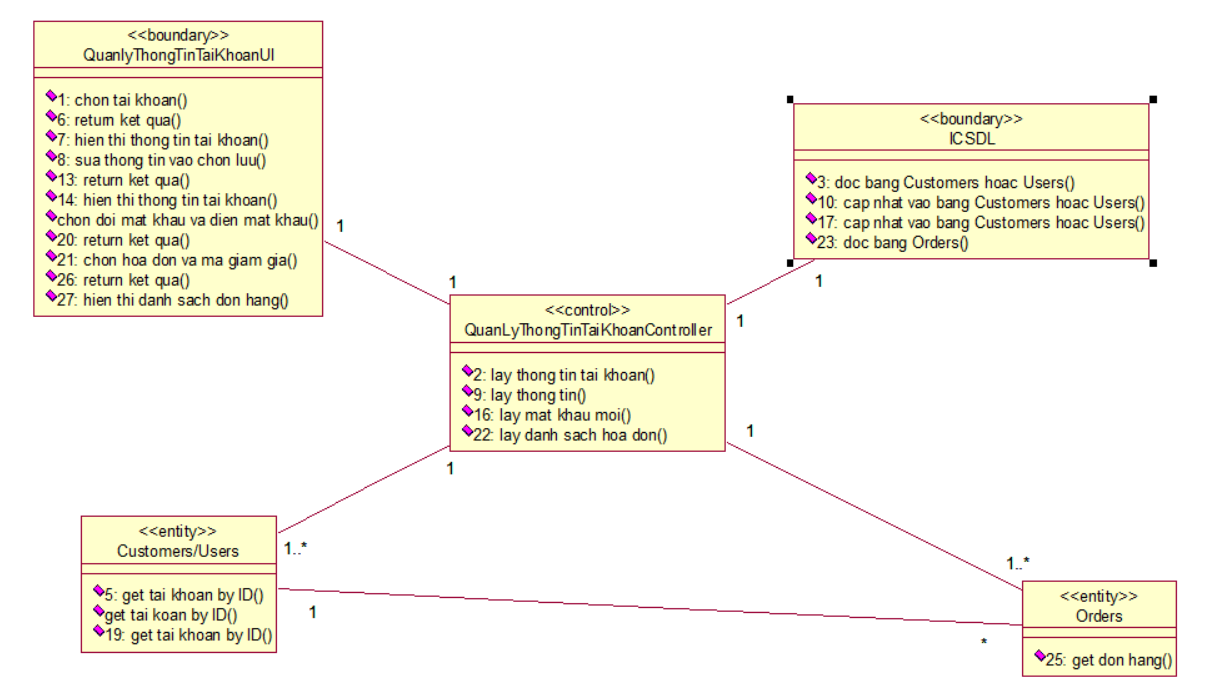 <<boundary>>
QuanlyThongTinTaiKhoanUI
1: chon tai khoan()
6: return ket qua()
7: hien thi thong tin tai khoan()
8: sua thong tin vao chon luu()
13: return ket qua()
14: hien thi thong tin tai khoan()
chon doi mat khau va dien mat khau()
20: return ket qua()
21: chon hoa don va ma giam gia()
26: return ket qua()
27: hien thi danh sach don hang()
1
1
<<boundary>>
ICSDL
3: doc bang Customers hoac Users()
10: cap nhat vao bang Customers hoac Users()
17: cap nhat vao bang Customers hoac Users()
23: doc bang Orders()
1
1
<<control>>
QuanLyThongTinTaiKhoanController
2: lay thong tin tai khoan()
9: lay thong tin()
16: lay mat khau moi()
22: lay danh sach hoa don()
1
1
<<entity>>
Customers/Users
5: get tai khoan by ID()
get tai koan by ID()
19: get tai khoan by ID()
1..*
1
1..*
*
<<entity>>
Orders
25: get don hang()